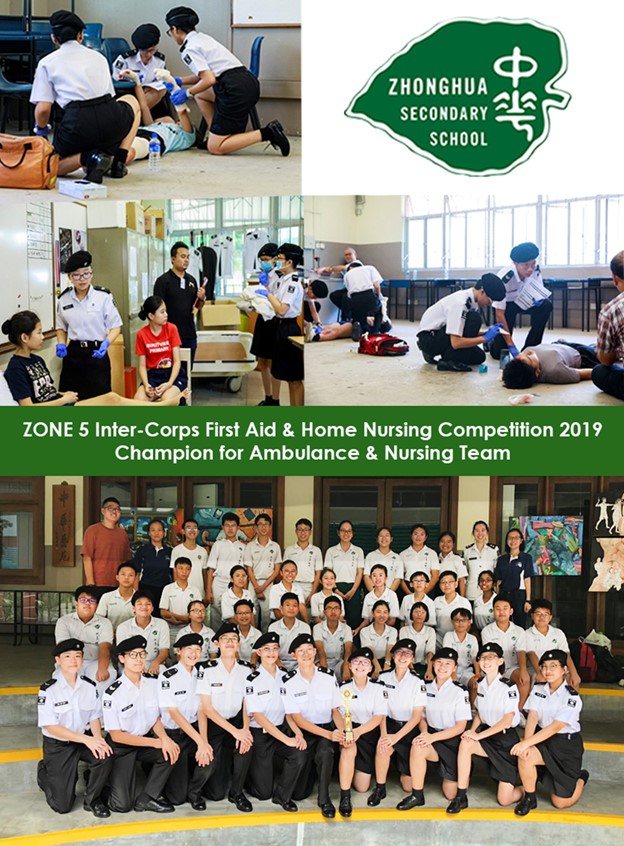 ZHONGHUA
SECONDARY
SCHOOL
中華
ZONE 5 Inter-Corps First Aid & Home Nursing Competition 2019
Champion for Ambulance & Nursing Team